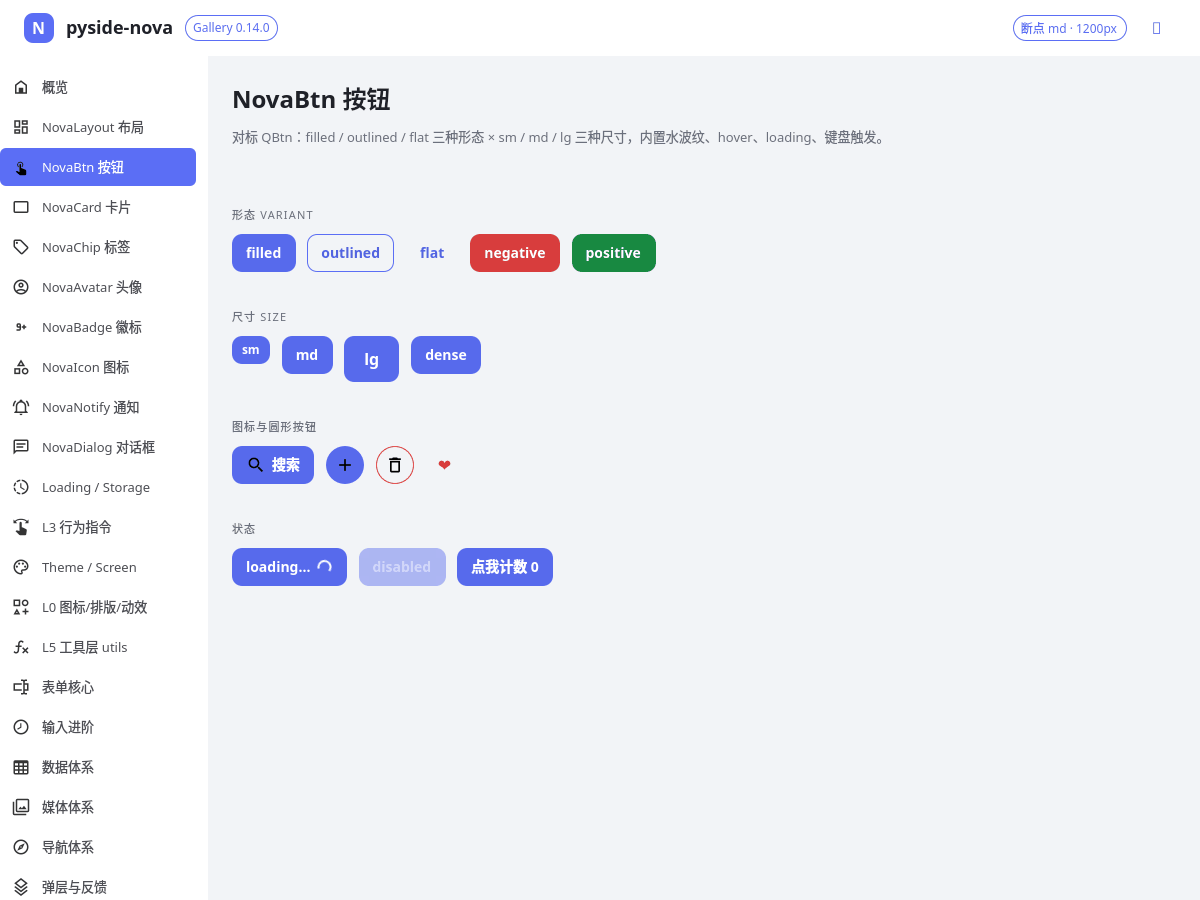 N pyside-nova Gallery 0.14.0 断点 md · 1200px
概览
NovaLayout 布局
NovaBtn 按钮
NovaCard 卡片
NovaChip 标签
NovaAvatar 头像
9+ NovaBadge 徽标
NovaIcon 图标
NovaNotify 通知
NovaDialog 对话框
Loading / Storage
L3 行为指令
Theme / Screen
L0 图标/排版/动效
L5 工具层 utils
表单核心
输入进阶
数据体系
媒体体系
导航体系
弹层与反馈
NovaBtn 按钮
对标 QBtn：filled / outlined / flat 三种形态 × sm / md / lg 三种尺寸，内置水波纹、hover、loading、键盘触发。
形态 VARIANT
filled outlined flat negative positive
尺寸 SIZE
sm md lg dense
图标与圆形按钮
搜索
状态
loading... disabled 点我计数 0